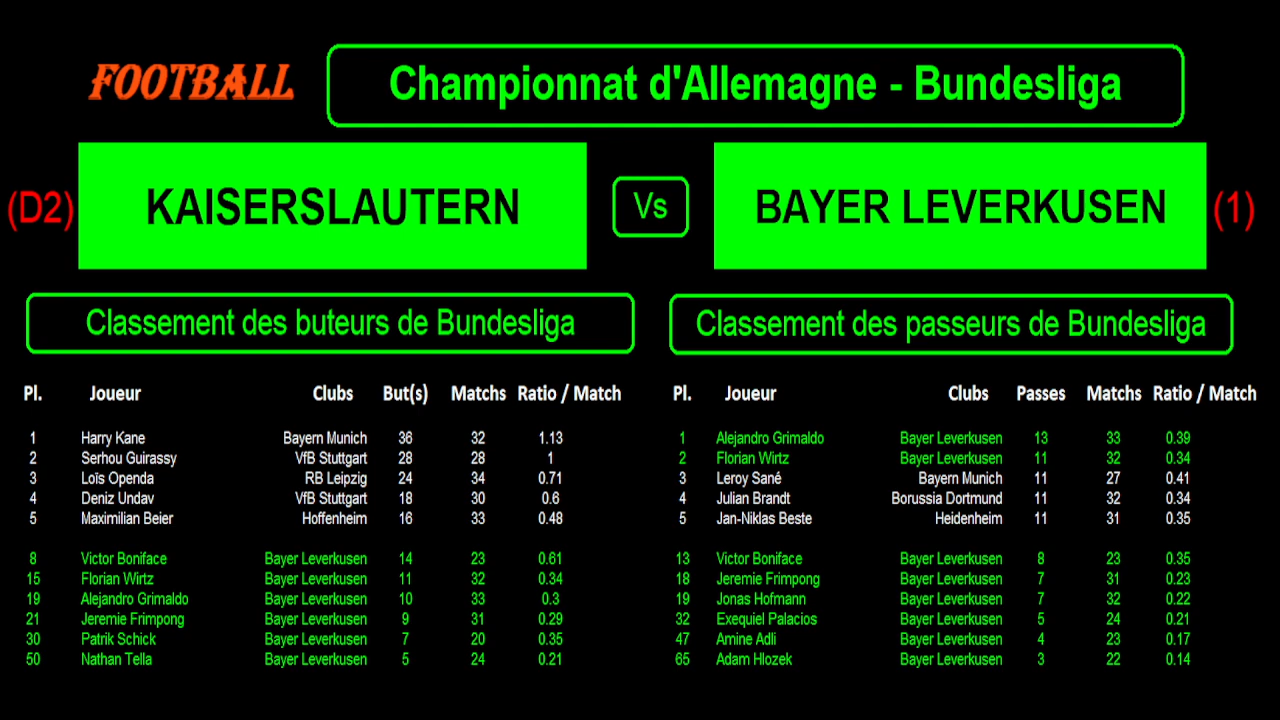 FOOTBALL
Championnat d'Allemagne - Bundesliga
(D2) KAISERSLAUTERN Vs BAYER LEVERKUSEN (1)
Classement des buteurs de Bundesliga
Pl. Joueur Clubs But(s) Matchs Ratio / Match
1 Harry Kane Bayern Munich 36 32 1.13
2 Serhou Guirassy VfB Stuttgart 28 28 1
3 Loïs Openda RB Leipzig 24 34 0.71
4 Deniz Undav VfB Stuttgart 18 30 0.6
5 Maximilian Beier Hoffenheim 16 33 0.48
8 Victor Boniface Bayer Leverkusen 14 23 0.61
15 Florian Wirtz Bayer Leverkusen 11 32 0.34
19 Alejandro Grimaldo Bayer Leverkusen 10 33 0.3
21 Jeremie Frimpong Bayer Leverkusen 9 31 0.29
30 Patrik Schick Bayer Leverkusen 7 20 0.35
50 Nathan Tella Bayer Leverkusen 5 24 0.21
Classement des passeurs de Bundesliga
Pl. Joueur Clubs Passes Matchs Ratio / Match
1 Alejandro Grimaldo Bayer Leverkusen 13 33 0.39
2 Florian Wirtz Bayer Leverkusen 11 32 0.34
3 Leroy Sané Bayern Munich 11 27 0.41
4 Julian Brandt Borussia Dortmund 11 32 0.34
5 Jan-Niklas Beste Heidenheim 11 31 0.35
13 Victor Boniface Bayer Leverkusen 8 23 0.35
18 Jeremie Frimpong Bayer Leverkusen 7 31 0.23
19 Jonas Hofmann Bayer Leverkusen 7 32 0.22
32 Exequiel Palacios Bayer Leverkusen 5 24 0.21
47 Amine Adli Bayer Leverkusen 4 23 0.17
65 Adam Hlozek Bayer Leverkusen 3 22 0.14